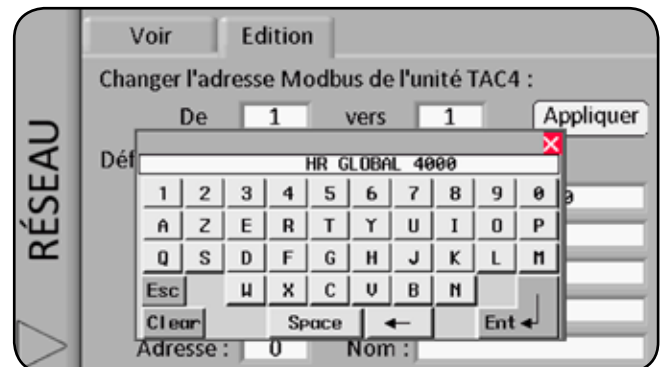 RÉSEAU
Voir Edition
Changer l'adresse Modbus de l'unité TAC4 :
De 1 vers 1 Appliquer
Déf
HR GLOBAL 4000
1 2 3 4 5 6 7 8 9 0
A Z E R T Y U I O P
Q S D F G H J K L M
Esc W X C V B N
Clear Space ← Ent
Adresse : 0 Nom :